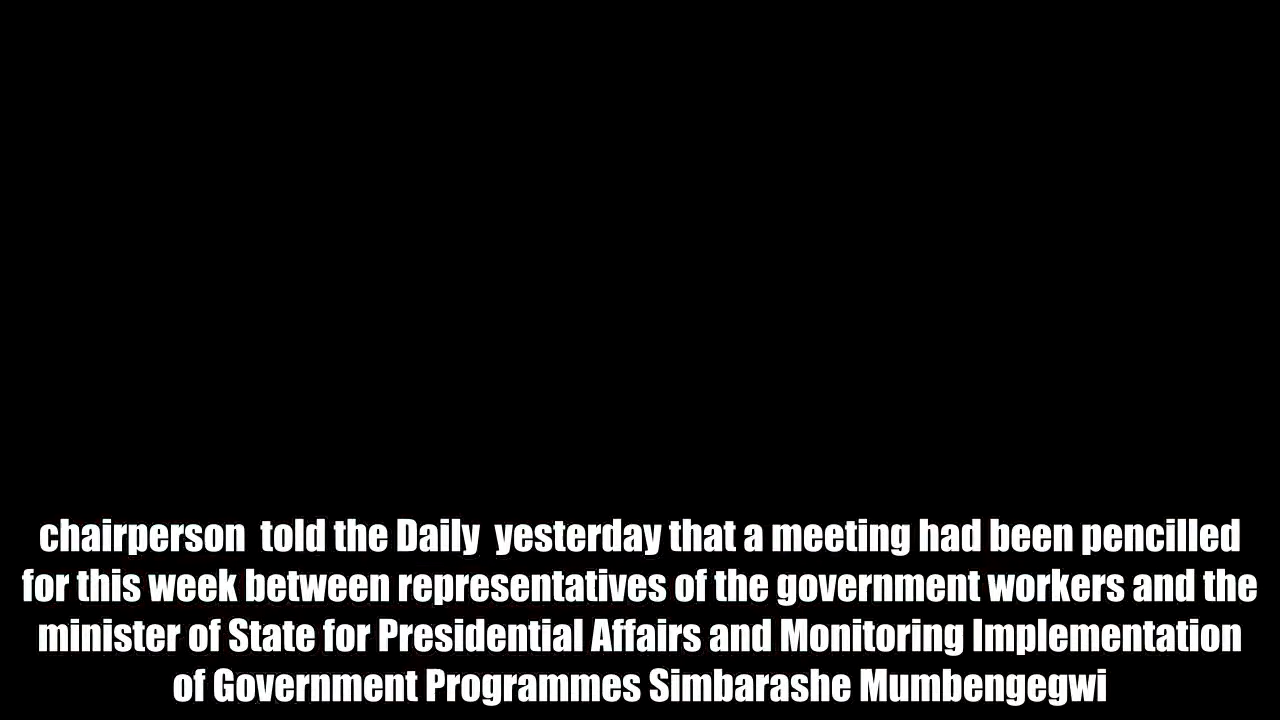 chairperson  told the Daily  yesterday that a meeting had been pencilled
for this week between representatives of the government workers and the
minister of State for Presidential Affairs and Monitoring Implementation
of Government Programmes Simbarashe Mumbengegwi